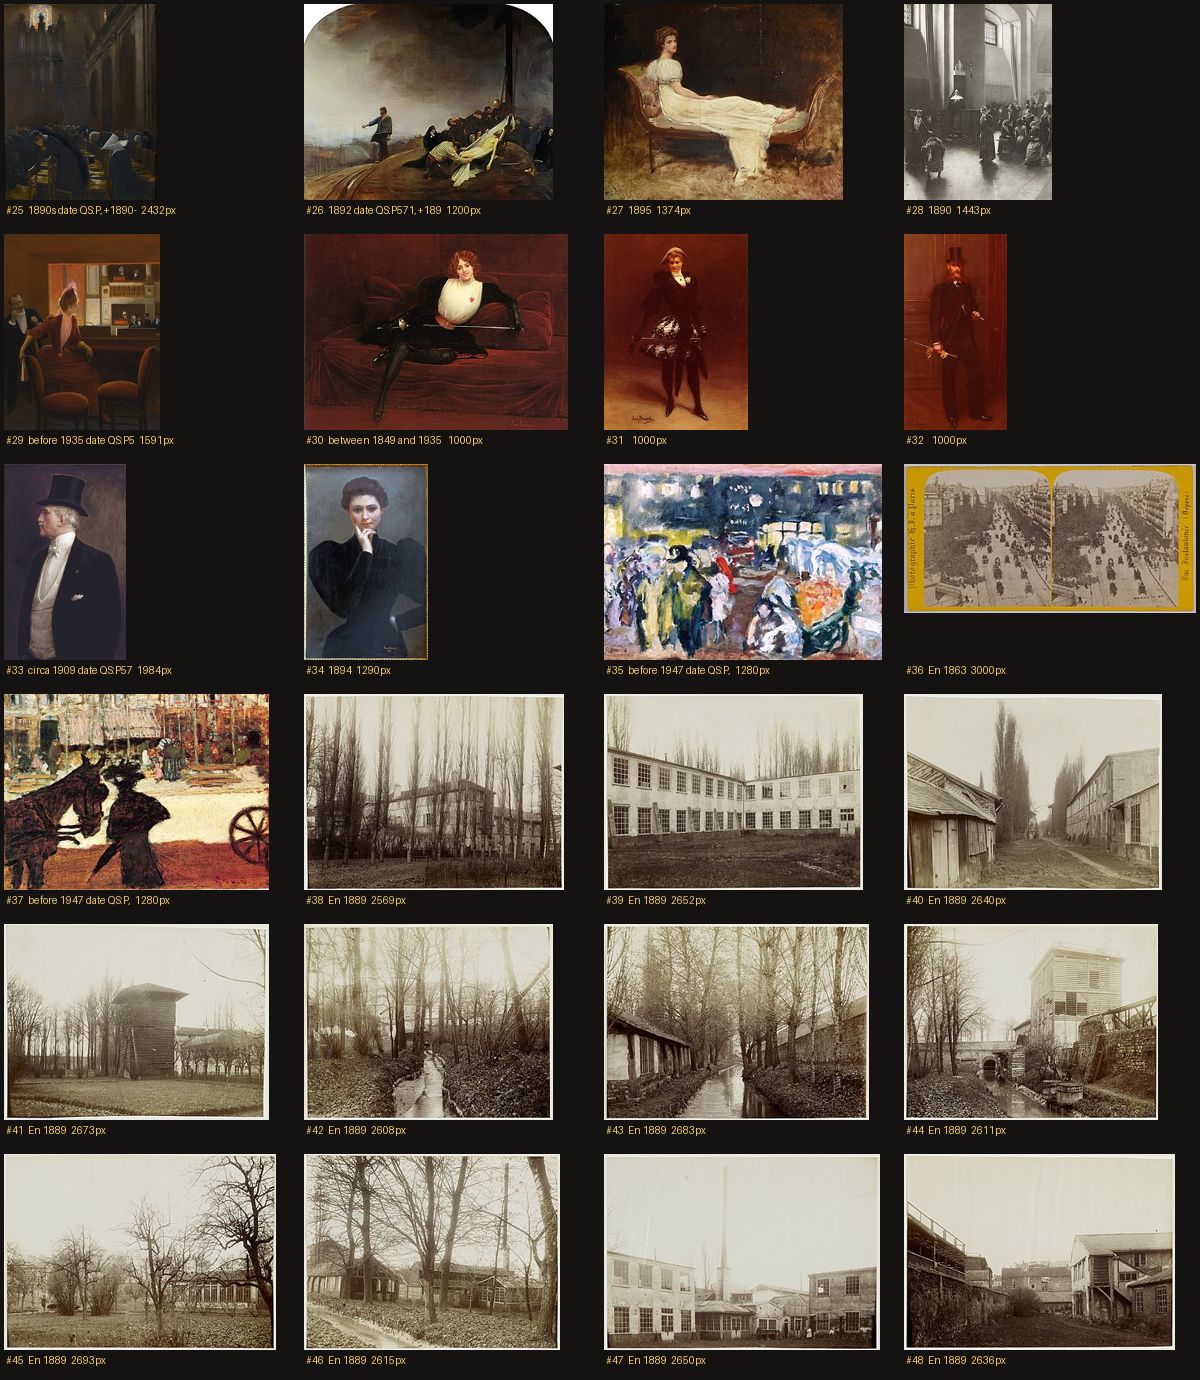 #25 1890s date QS:P,+1890- 2432px
#26 1892 date QS:P571,+189 1200px
#27 1895 1374px
#28 1890 1443px
#29 before 1935 date QS:P5 1591px
#30 between 1849 and 1935 1000px
#31 1000px
#32 1000px
#33 circa 1909 date QS:P57 1984px
#34 1894 1290px
#35 before 1947 date QS:P, 1280px
Photographie H.J. à Paris
Vue Instantanée
#36 En 1863 3000px
#37 before 1947 date QS:P, 1280px
#38 En 1889 2569px
#39 En 1889 2652px
#40 En 1889 2640px
#41 En 1889 2673px
#42 En 1889 2608px
#43 En 1889 2683px
#44 En 1889 2611px
#45 En 1889 2693px
#46 En 1889 2615px
#47 En 1889 2650px
#48 En 1889 2636px